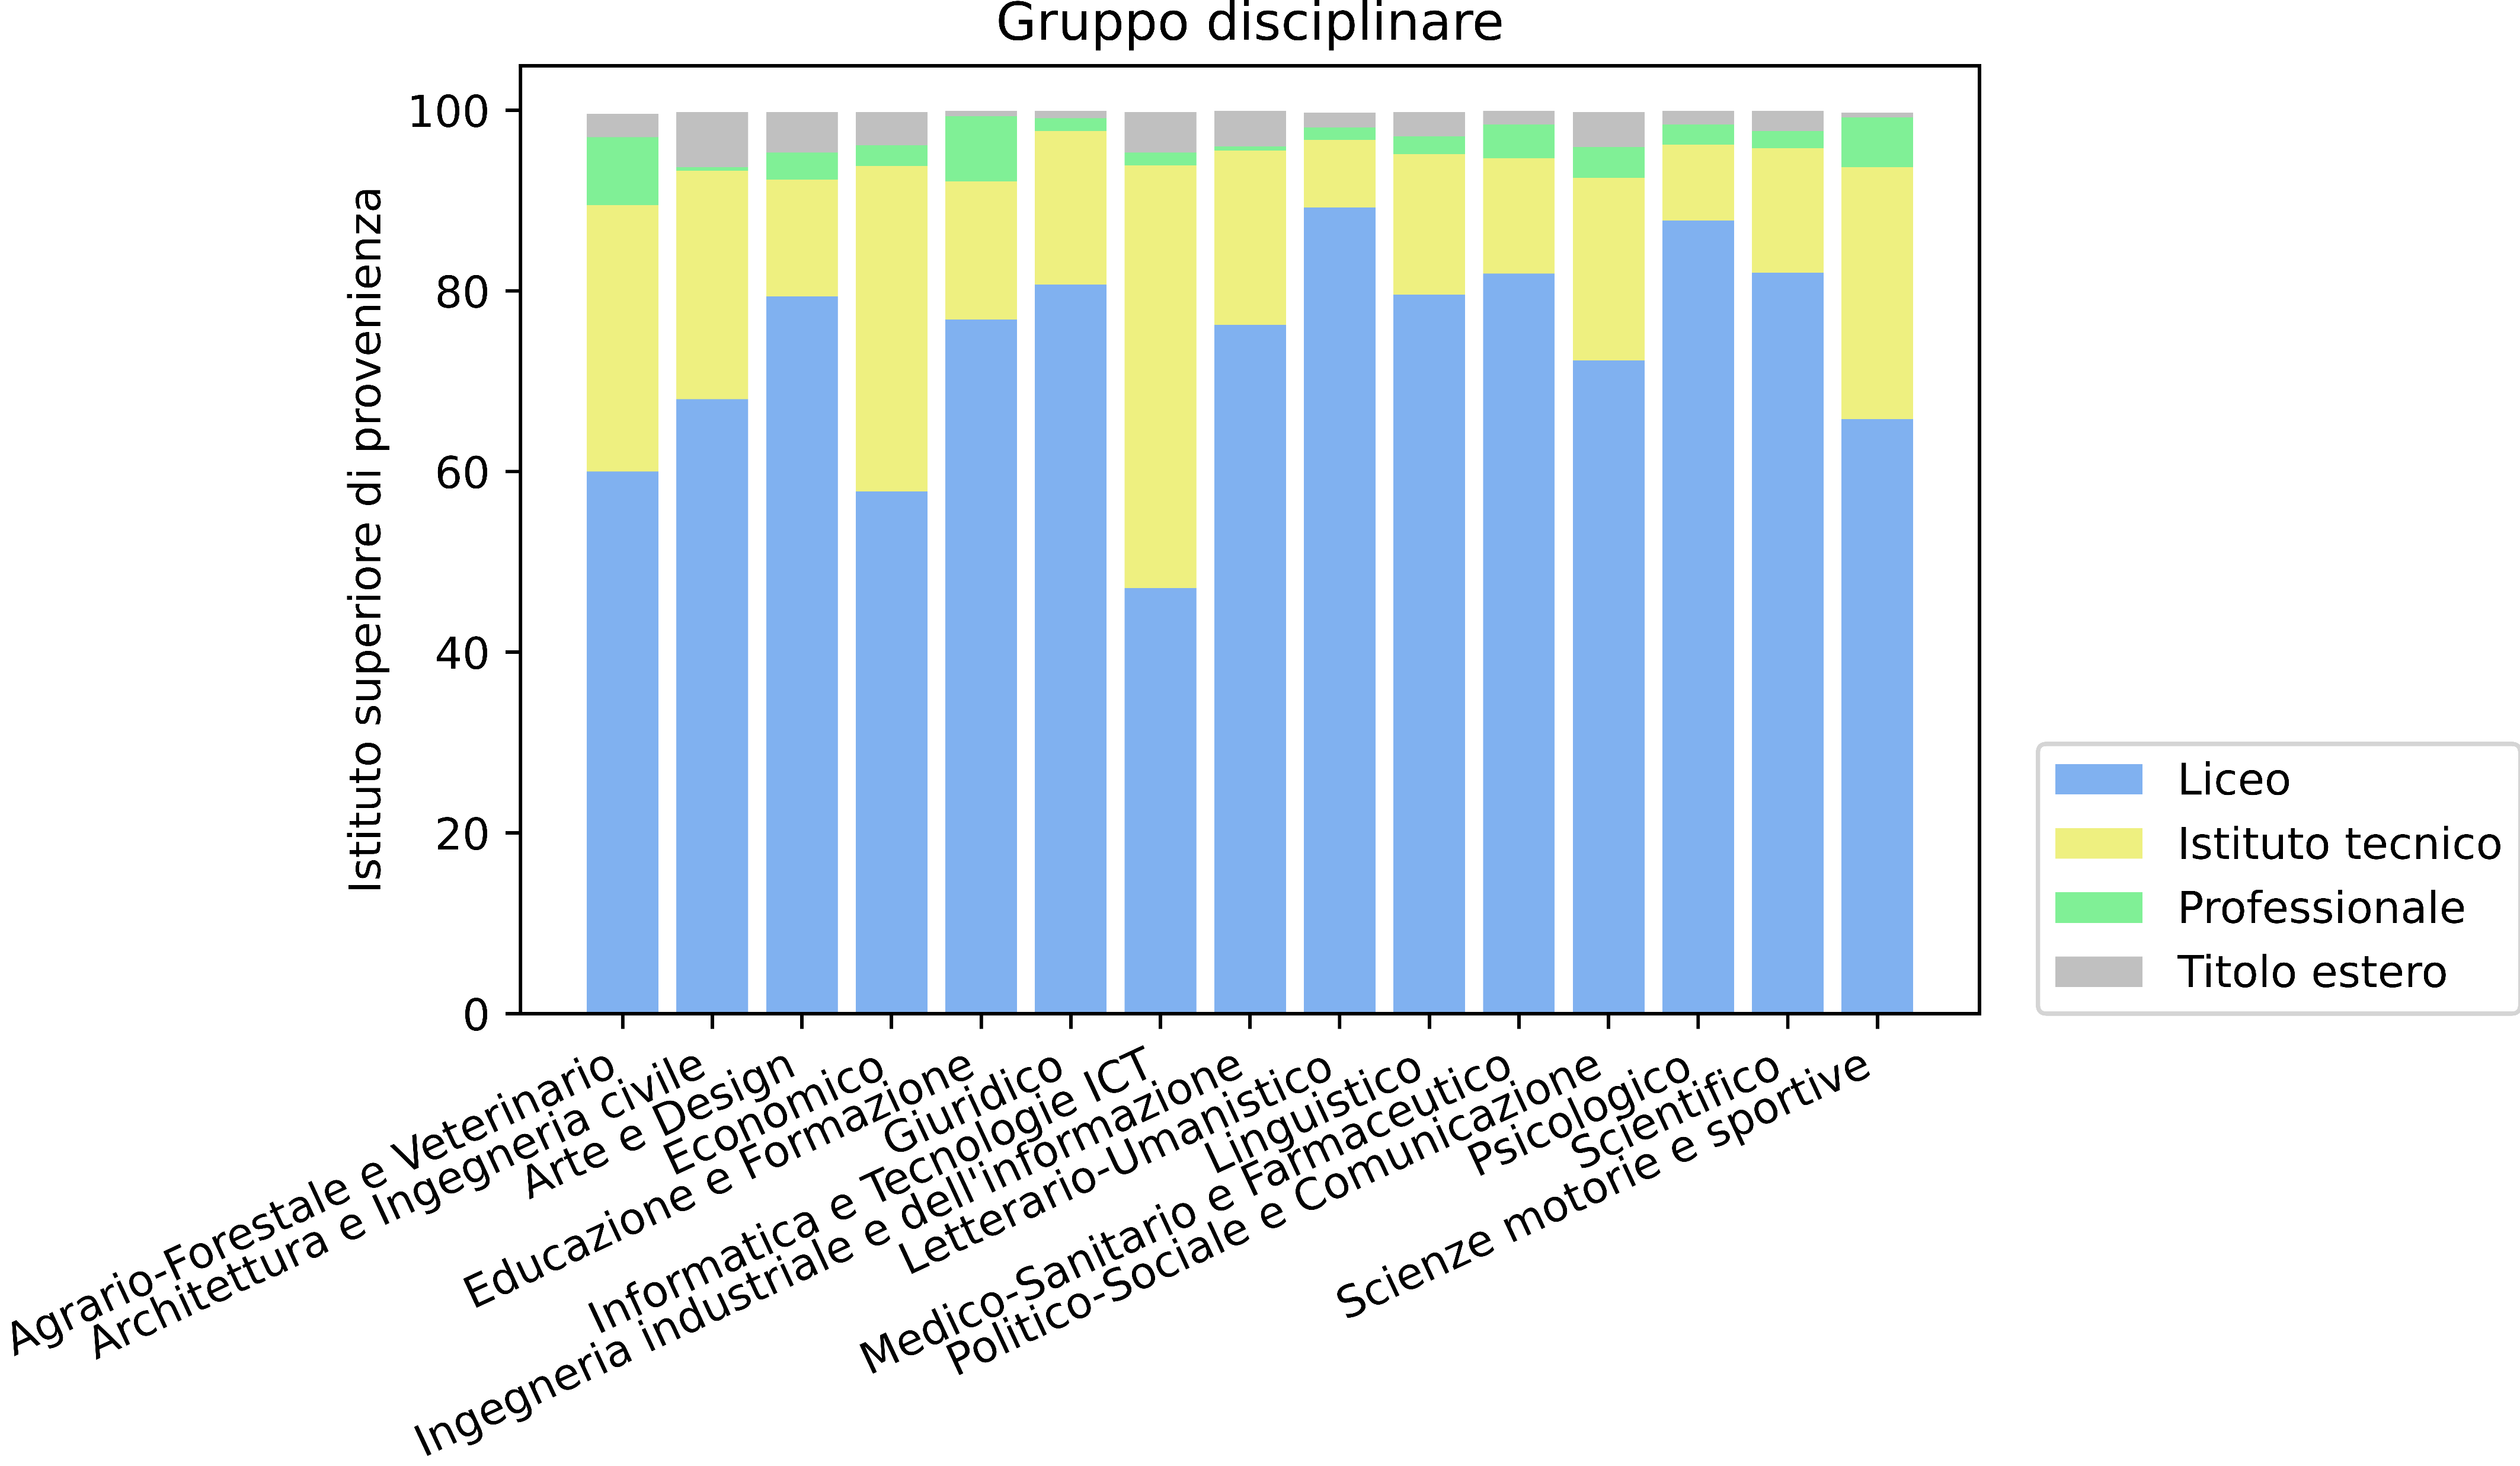 Gruppo disciplinare
Istituto superiore di provenienza
100
80
60
40
20
0
Agrario-Forestale e Veterinario
Architettura e Ingegneria civile
Arte e Design
Economico
Educazione e Formazione
Giuridico
Informatica e Tecnologie ICT
Ingegneria industriale e dell'informazione
Letterario-Umanistico
Linguistico
Medico-Sanitario e Farmaceutico
Politico-Sociale e Comunicazione
Psicologico
Scientifico
Scienze motorie e sportive
Liceo
Istituto tecnico
Professionale
Titolo estero